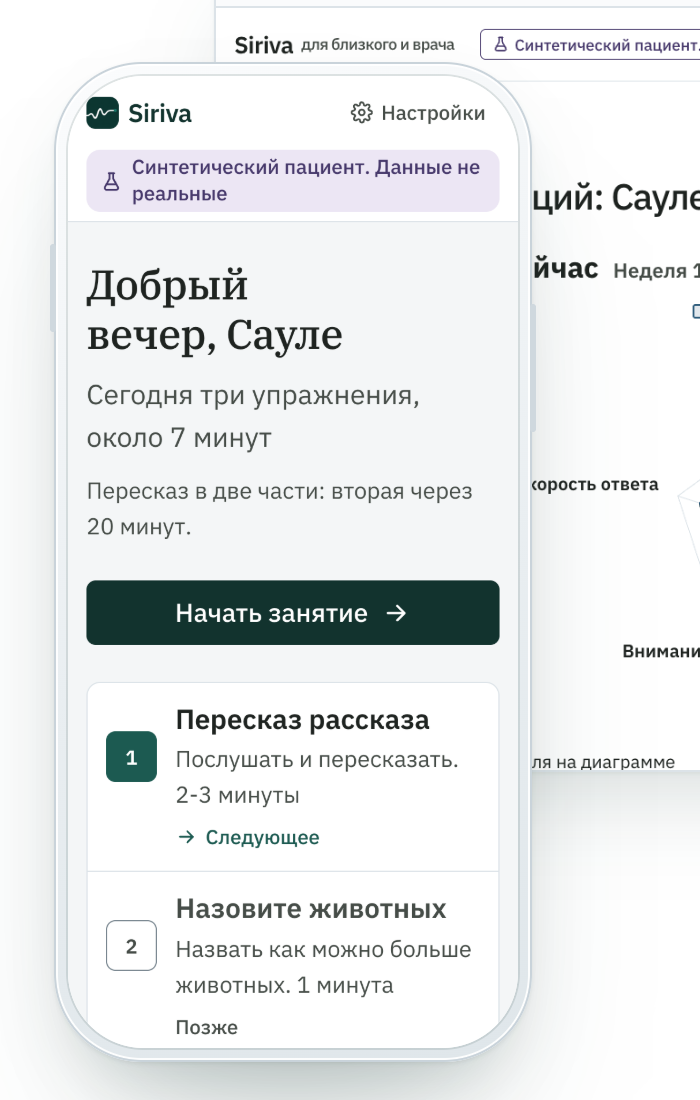 Siriva для близкого и врача
Синтетический пациент.
Siriva
Настройки
Синтетический пациент. Данные не
реальные
ций: Сауле
Добрый
вечер, Сауле
йчас Неделя 1
Сегодня три упражнения,
около 7 минут
Пересказ в две части: вторая через
20 минут.
корость ответа
Начать занятие →
Внимани
Пересказ рассказа
1
Послушать и пересказать.
2-3 минуты
→ Следующее
ля на диаграмме
Назовите животных
2
Назвать как можно больше
животных. 1 минута
Позже